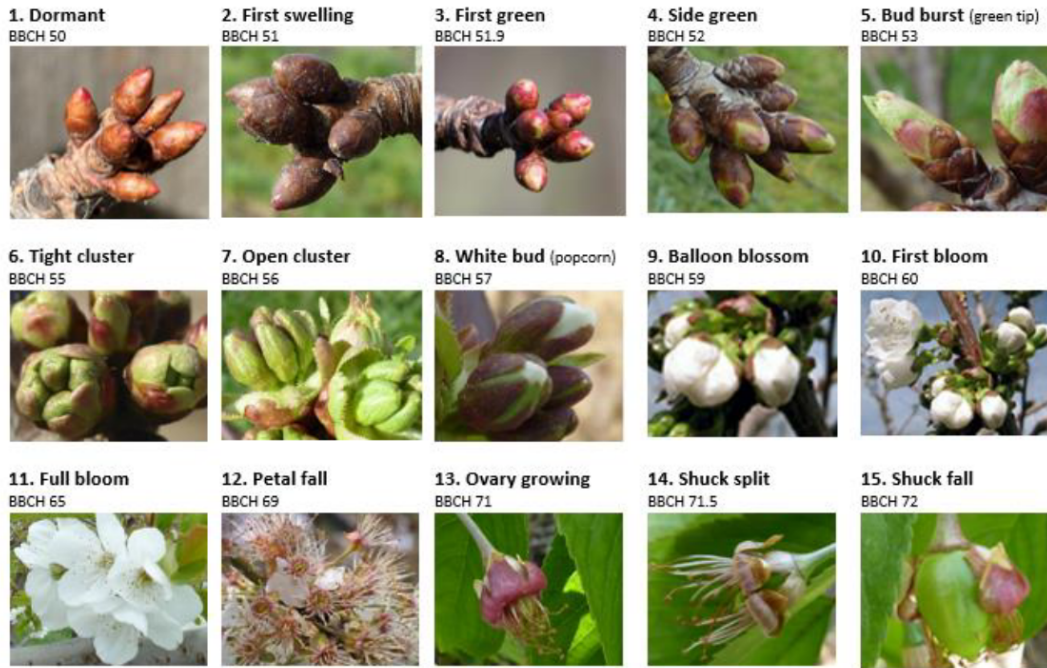 1. Dormant
BBCH 50
2. First swelling
BBCH 51
3. First green
BBCH 51.9
4. Side green
BBCH 52
5. Bud burst (green tip)
BBCH 53
6. Tight cluster
BBCH 55
7. Open cluster
BBCH 56
8. White bud (popcorn)
BBCH 57
9. Balloon blossom
BBCH 59
10. First bloom
BBCH 60
11. Full bloom
BBCH 65
12. Petal fall
BBCH 69
13. Ovary growing
BBCH 71
14. Shuck split
BBCH 71.5
15. Shuck fall
BBCH 72